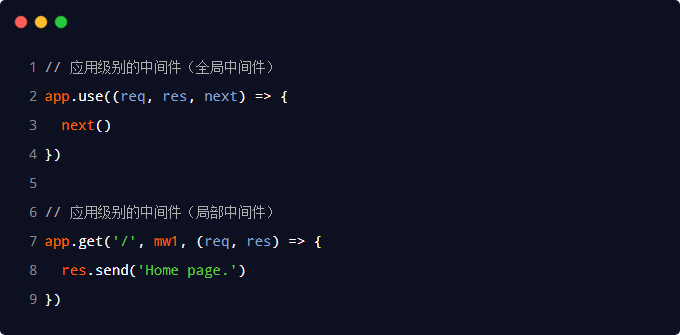 1 // 应用级别的中间件（全局中间件）
2 app.use((req, res, next) => {
3   next()
4 })
5
6 // 应用级别的中间件（局部中间件）
7 app.get('/', mw1, (req, res) => {
8   res.send('Home page.')
9 })